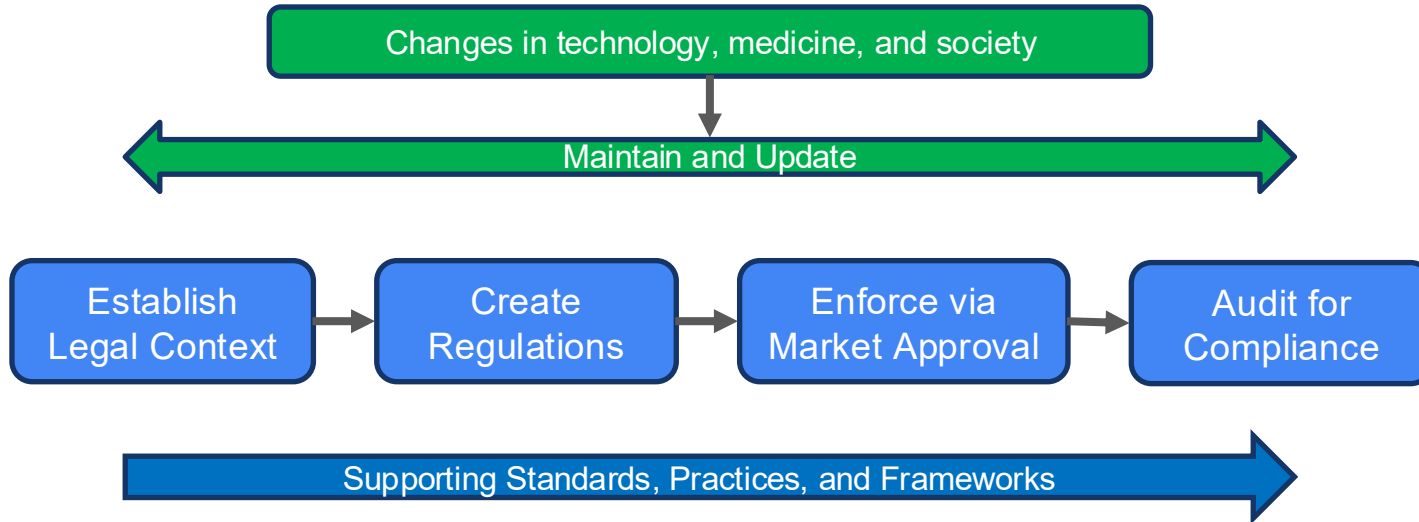 Changes in technology, medicine, and society
Maintain and Update
Establish
Legal Context
Create
Regulations
Enforce via
Market Approval
Audit for
Compliance
Supporting Standards, Practices, and Frameworks